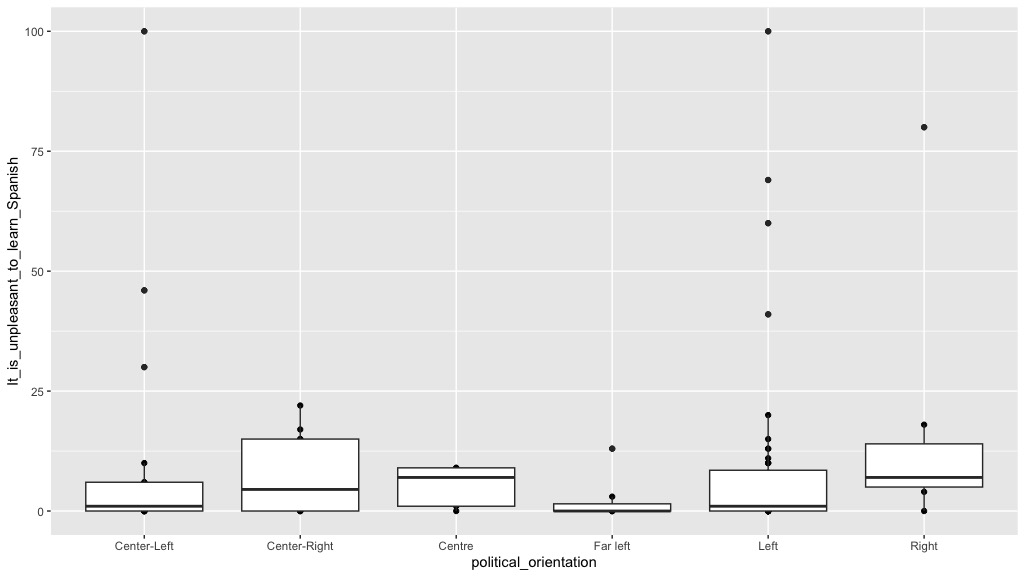 It_is_unpleasant_to_learn_Spanish
100
75
50
25
0
Center-Left
Center-Right
Centre
Far left
Left
Right
political_orientation